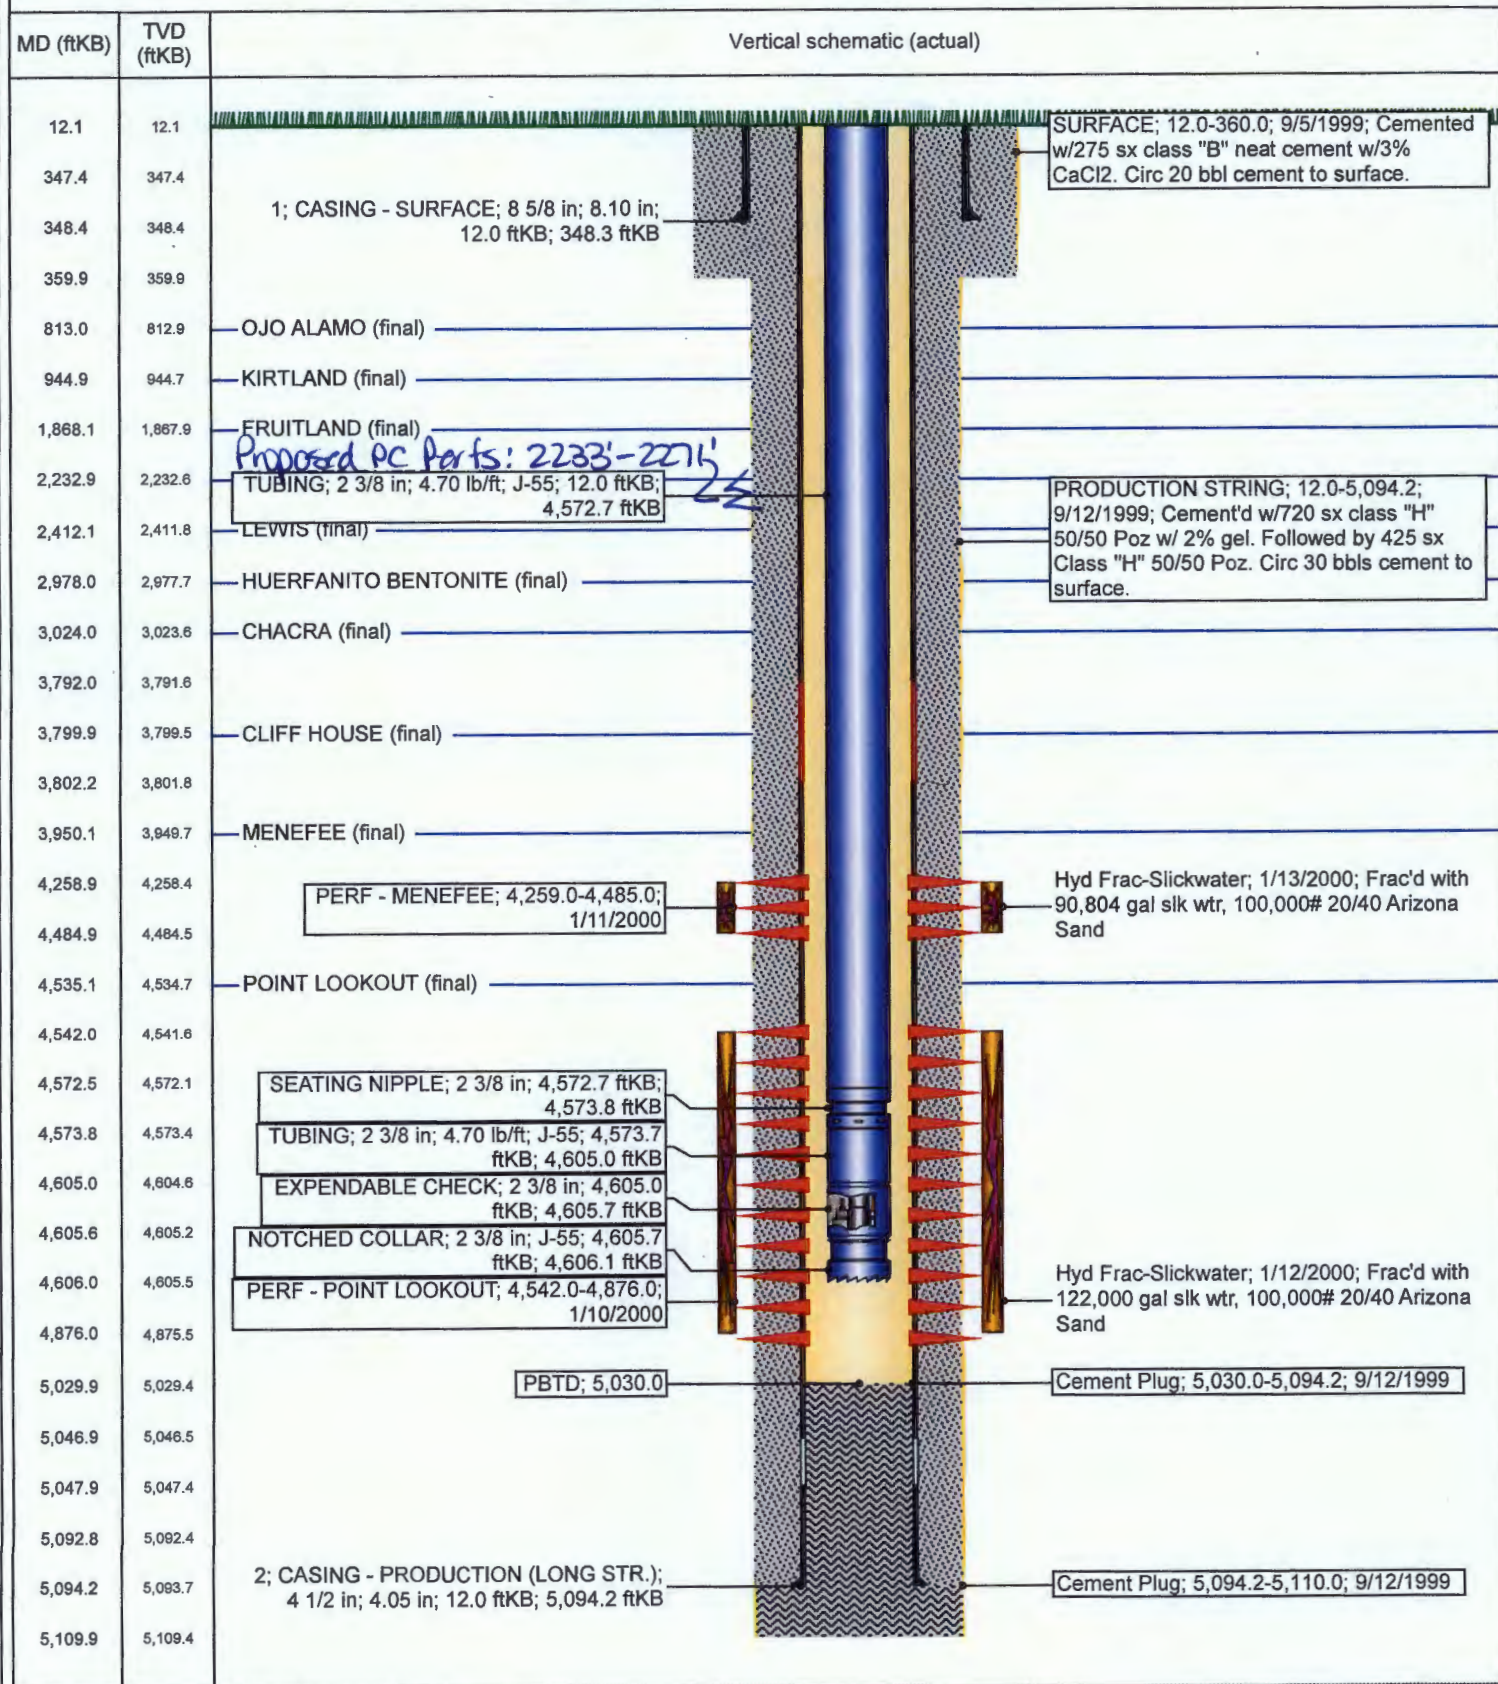 MD (ftKB)
TVD
(ftKB)
Vertical schematic (actual)
12.1 12.1
SURFACE; 12.0-360.0; 9/5/1999; Cemented
w/275 sx class "B" neat cement w/3%
CaCl2. Circ 20 bbl cement to surface.
347.4 347.4
1; CASING - SURFACE; 8 5/8 in; 8.10 in;
12.0 ftKB; 348.3 ftKB
348.4 348.4
359.9 359.9
813.0 812.9 OJO ALAMO (final)
944.9 944.7 KIRTLAND (final)
1,868.1 1,867.9 FRUITLAND (final)
Proposed PC Perfs: 2233'-2271'
2,232.9 2,232.6
TUBING; 2 3/8 in; 4.70 lb/ft; J-55; 12.0 ftKB;
4,572.7 ftKB
PRODUCTION STRING; 12.0-5,094.2;
9/12/1999; Cement'd w/720 sx class "H"
50/50 Poz w/ 2% gel. Followed by 425 sx
Class "H" 50/50 Poz. Circ 30 bbls cement to
surface.
2,412.1 2,411.8 LEWIS (final)
2,978.0 2,977.7 HUERFANITO BENTONITE (final)
3,024.0 3,023.6 CHACRA (final)
3,792.0 3,791.6
3,799.9 3,799.5 CLIFF HOUSE (final)
3,802.2 3,801.8
3,950.1 3,949.7 MENEFEE (final)
4,258.9 4,258.4
PERF - MENEFEE; 4,259.0-4,485.0;
1/11/2000
Hyd Frac-Slickwater; 1/13/2000; Frac'd with
90,804 gal slk wtr, 100,000# 20/40 Arizona
Sand
4,484.9 4,484.5
4,535.1 4,534.7 POINT LOOKOUT (final)
4,542.0 4,541.6
4,572.5 4,572.1
SEATING NIPPLE; 2 3/8 in; 4,572.7 ftKB;
4,573.8 ftKB
4,573.8 4,573.4
TUBING; 2 3/8 in; 4.70 lb/ft; J-55; 4,573.7
ftKB; 4,605.0 ftKB
4,605.0 4,604.6
EXPENDABLE CHECK; 2 3/8 in; 4,605.0
ftKB; 4,605.7 ftKB
4,605.6 4,605.2
NOTCHED COLLAR; 2 3/8 in; J-55; 4,605.7
ftKB; 4,606.1 ftKB
4,606.0 4,605.5
PERF - POINT LOOKOUT; 4,542.0-4,876.0;
1/10/2000
Hyd Frac-Slickwater; 1/12/2000; Frac'd with
122,000 gal slk wtr, 100,000# 20/40 Arizona
Sand
4,876.0 4,875.5
5,029.9 5,029.4
PBTD; 5,030.0
Cement Plug; 5,030.0-5,094.2; 9/12/1999
5,046.9 5,046.5
5,047.9 5,047.4
5,092.8 5,092.4
5,094.2 5,093.7
2; CASING - PRODUCTION (LONG STR.);
4 1/2 in; 4.05 in; 12.0 ftKB; 5,094.2 ftKB
Cement Plug; 5,094.2-5,110.0; 9/12/1999
5,109.9 5,109.4